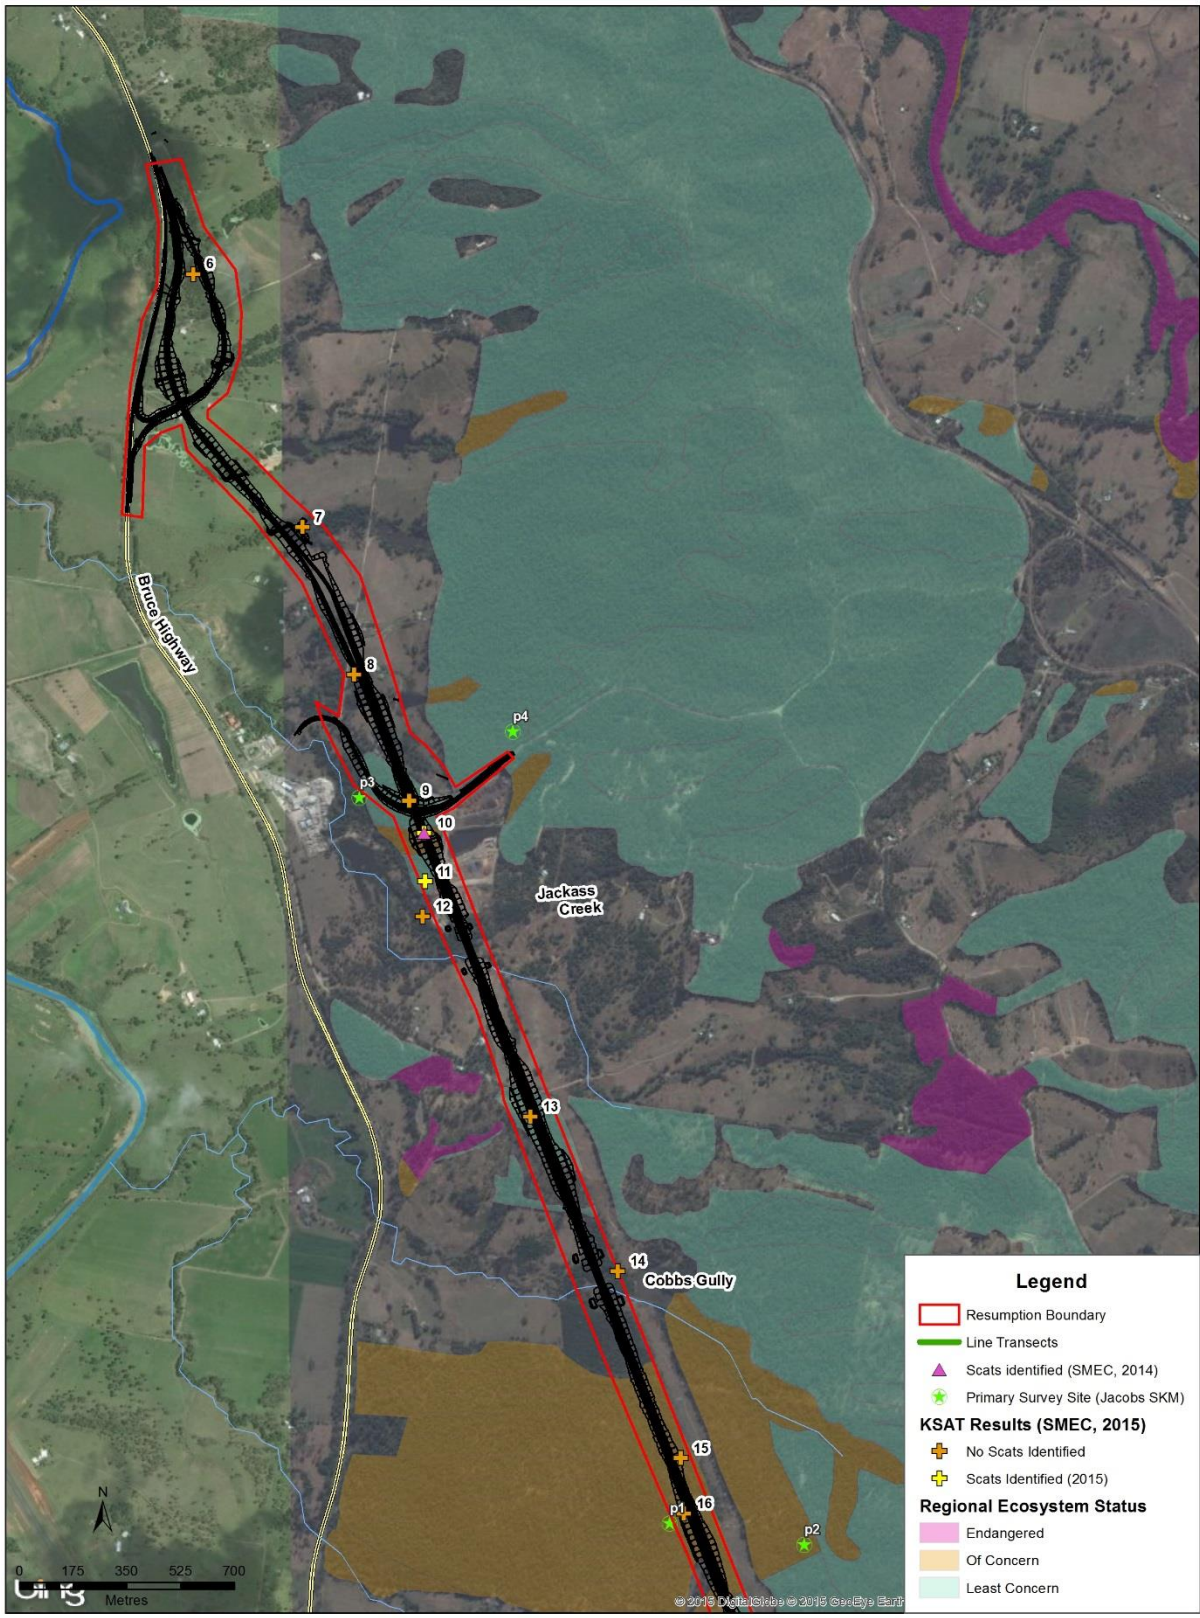 6
7
Bruce Highway
8
p4
p3
9
10
11
Jackass
Creek
12
13
14
Cobbs Gully
15
p1
16
p2
N
0 175 350 525 700
Metres
© 2015 DigitalGlobe © 2015 GeoEye Earth
Legend
Resumption Boundary
Line Transects
Scats identified (SMEC, 2014)
Primary Survey Site (Jacobs SKM)
KSAT Results (SMEC, 2015)
No Scats Identified
Scats Identified (2015)
Regional Ecosystem Status
Endangered
Of Concern
Least Concern